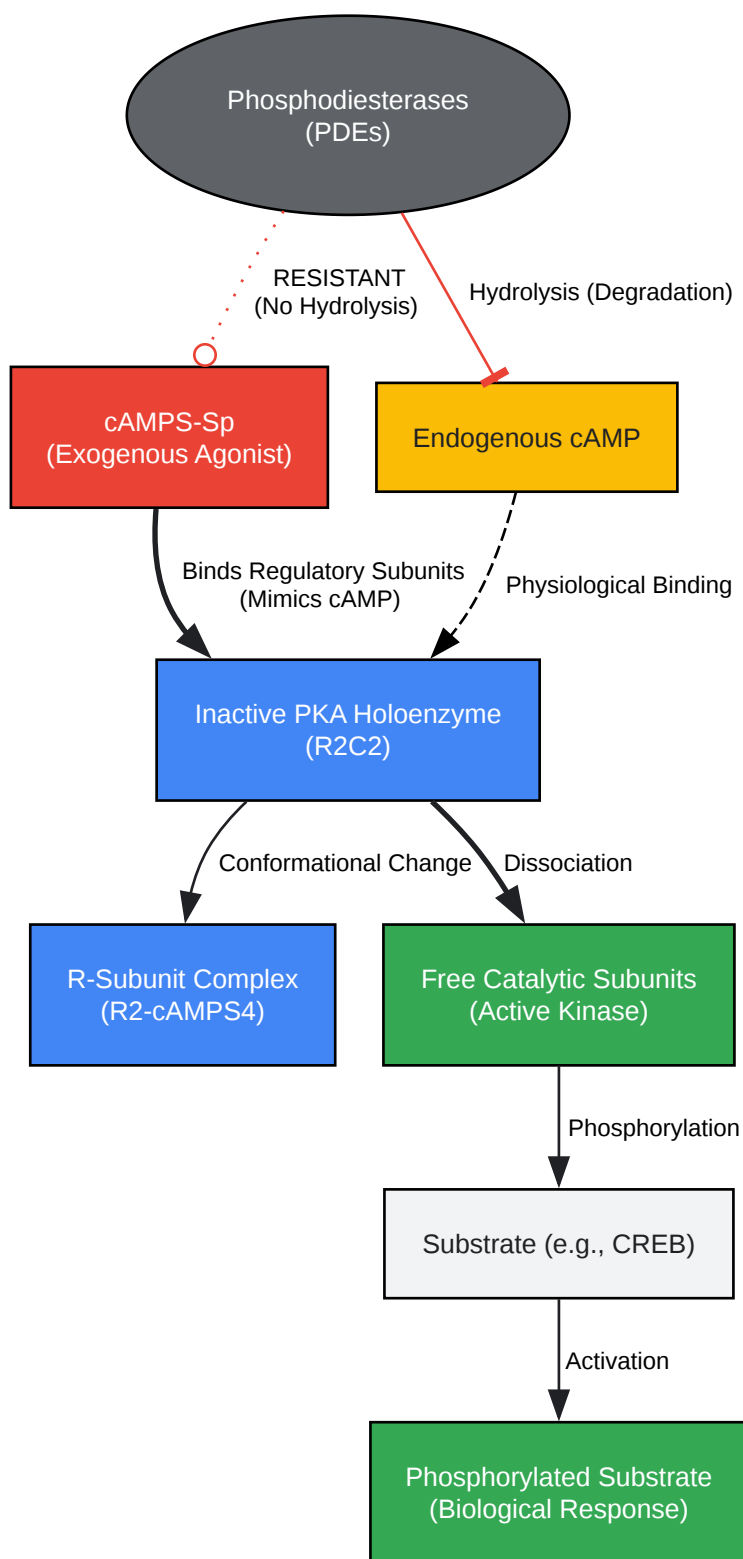 Phosphodiesterases
(PDEs)
RESISTANT
(No Hydrolysis)
Hydrolysis (Degradation)
cAMPS-Sp
(Exogenous Agonist)
Endogenous cAMP
Binds Regulatory Subunits
(Mimics cAMP)
Physiological Binding
Inactive PKA Holoenzyme
(R2C2)
Conformational Change
Dissociation
R-Subunit Complex
(R2-cAMPS4)
Free Catalytic Subunits
(Active Kinase)
Phosphorylation
Substrate (e.g., CREB)
Activation
Phosphorylated Substrate
(Biological Response)